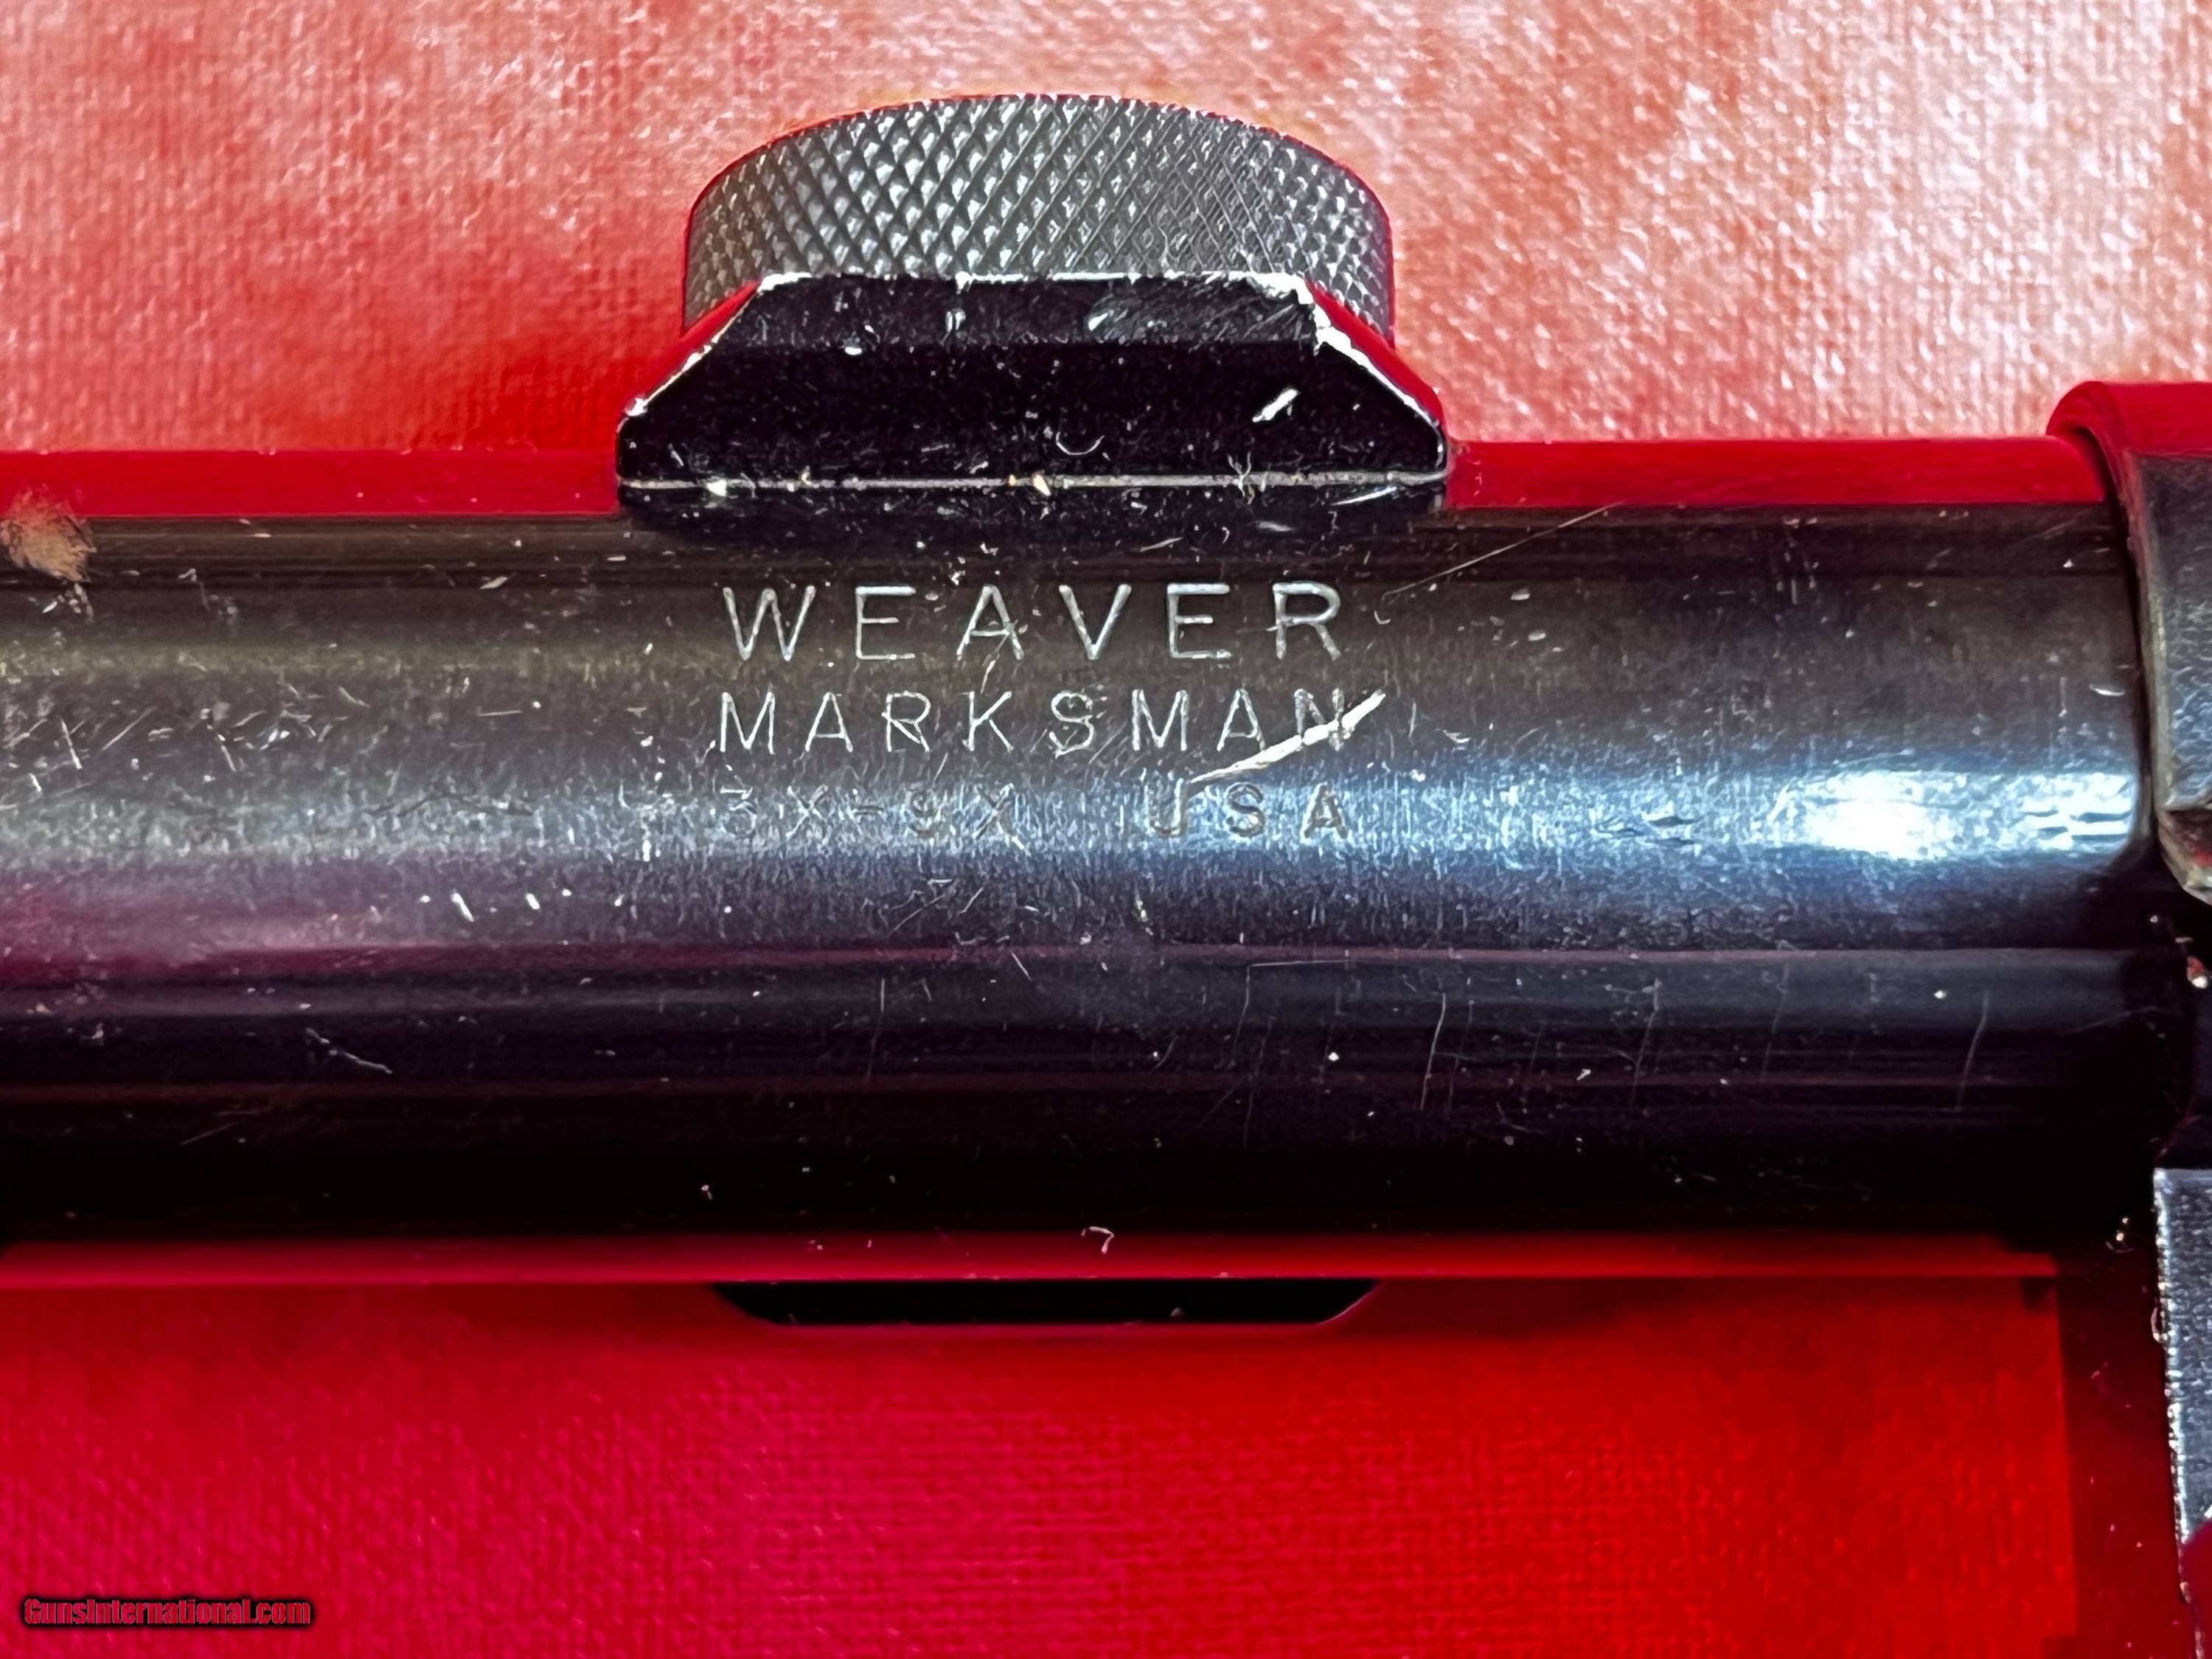 WEAVER
MARKSMAN
3X-9X USA
GunsInternational.com